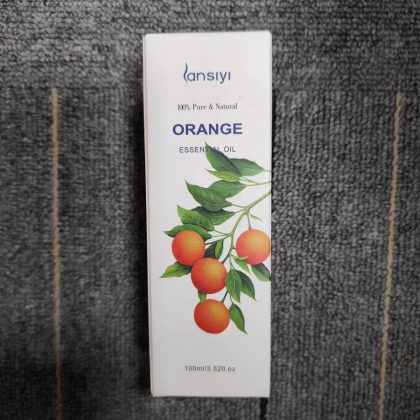 Lansiyi
100% Pure & Natural
ORANGE
ESSENTIAL OIL
100ml/3.52fl.oz